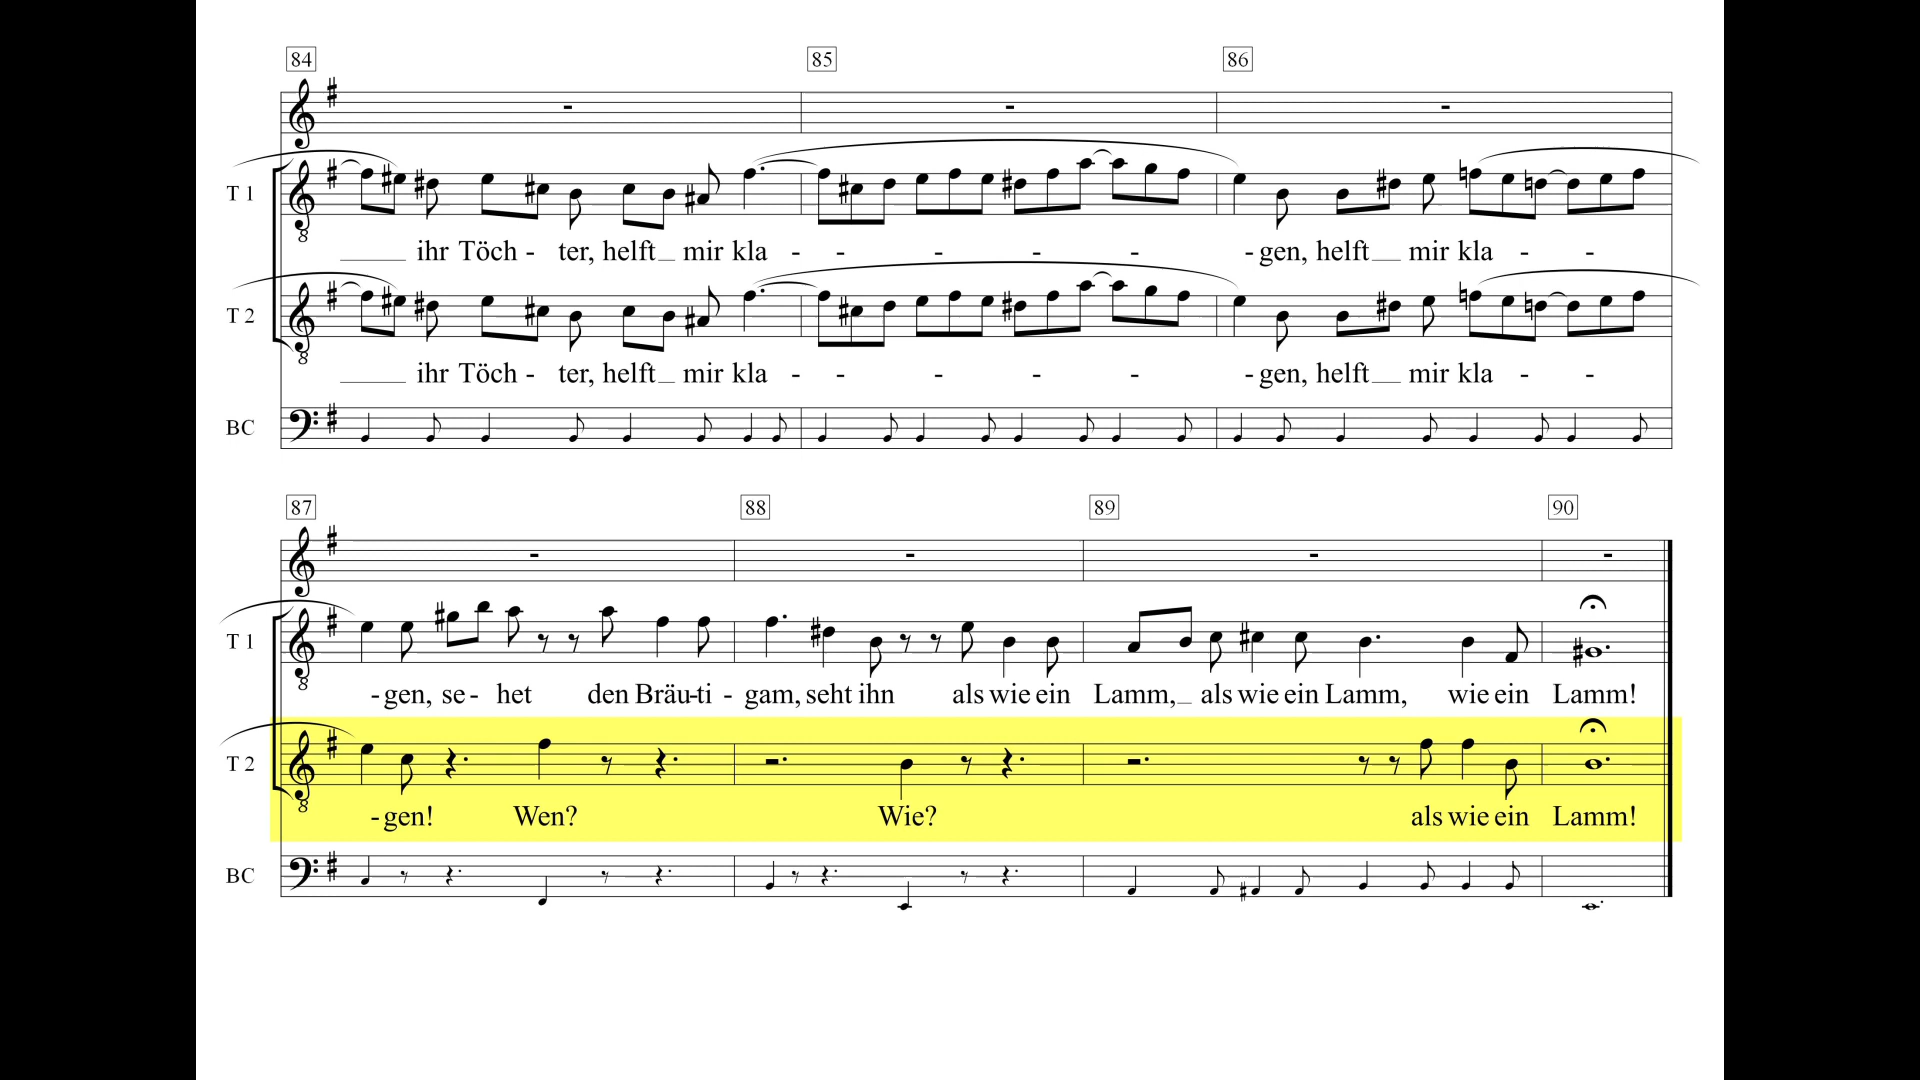 84 85 86
T 1
ihr Töch - ter, helft mir kla - - - - - - gen, helft mir kla - -
T 2
ihr Töch - ter, helft mir kla - - - - - - gen, helft mir kla - -
BC
87 88 89 90
T 1
- gen, se - het den Bräu - ti - gam, seht ihn als wie ein Lamm, als wie ein Lamm, wie ein Lamm!
T 2
- gen! Wen? Wie? als wie ein Lamm!
BC